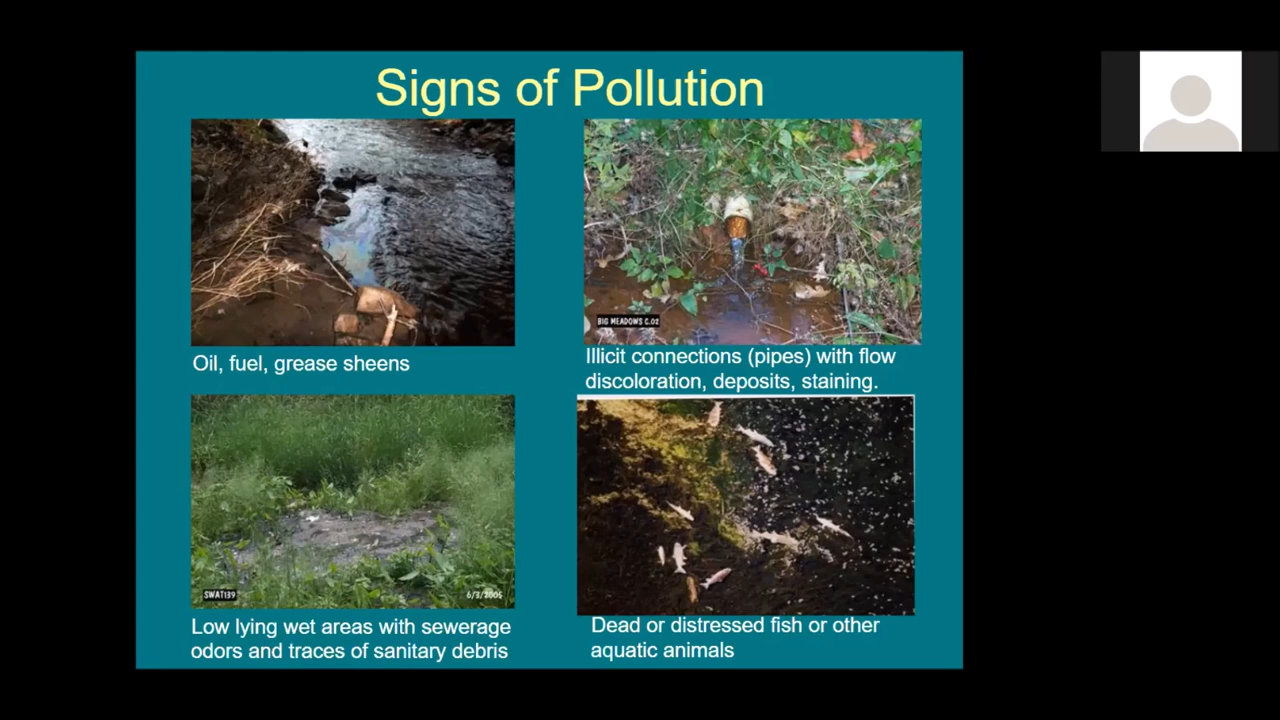 Signs of Pollution
BIG MEADOWS C.02
Oil, fuel, grease sheens
Illicit connections (pipes) with flow
discoloration, deposits, staining.
SWAT139
6/3/2005
Low lying wet areas with sewerage
odors and traces of sanitary debris
Dead or distressed fish or other
aquatic animals